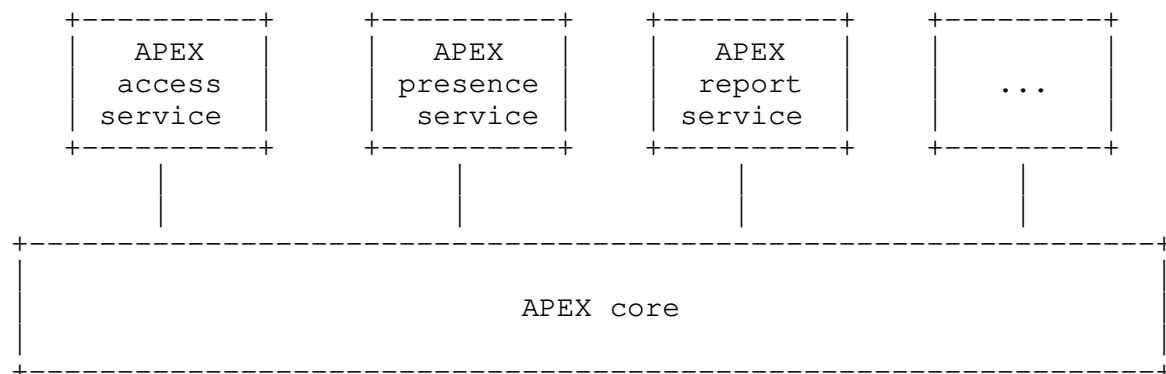 APEX APEX APEX
access presence report ...
service service service
APEX core